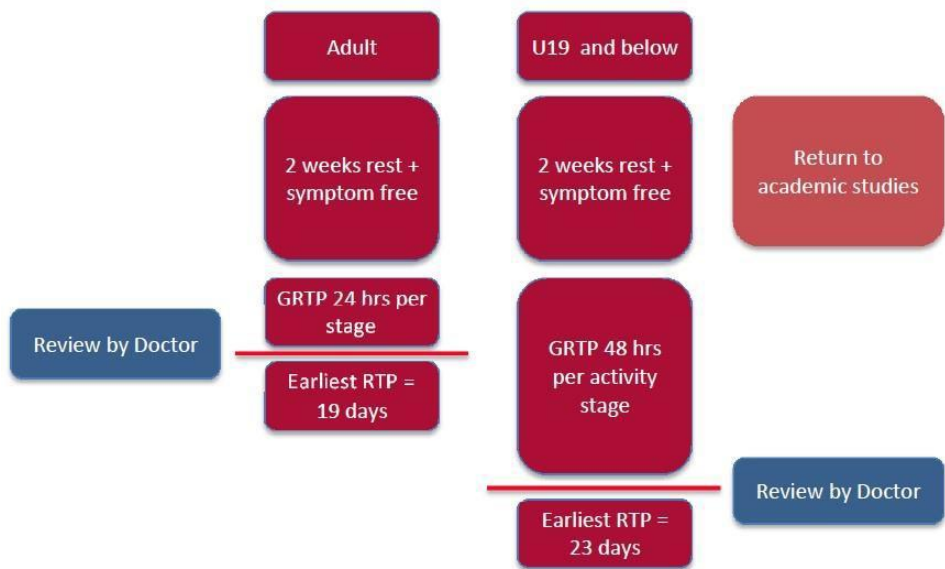 Adult
U19 and below
2 weeks rest +
symptom free
2 weeks rest +
symptom free
Return to
academic studies
GRTP 24 hrs per
stage
Review by Doctor
Earliest RTP =
19 days
GRTP 48 hrs
per activity
stage
Review by Doctor
Earliest RTP =
23 days